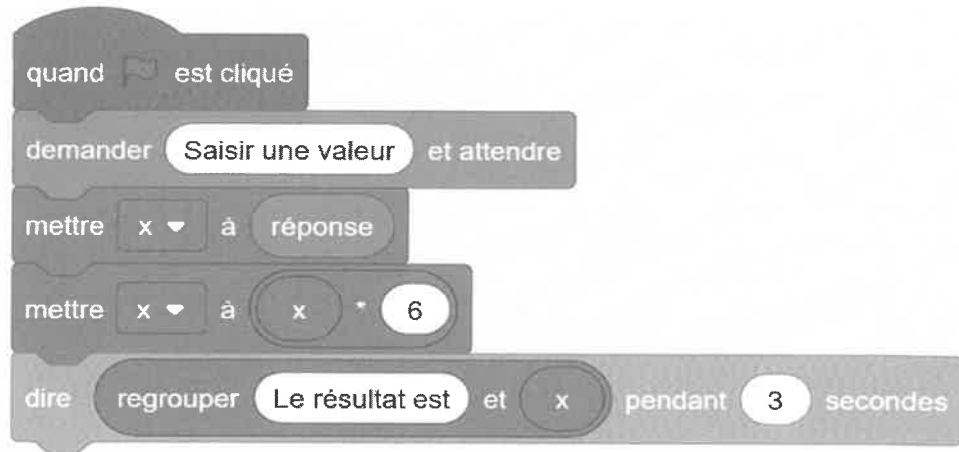 quand est cliqué
demander Saisir une valeur et attendre
mettre x à réponse
mettre x à x * 6
dire regrouper Le résultat est et x pendant 3 secondes